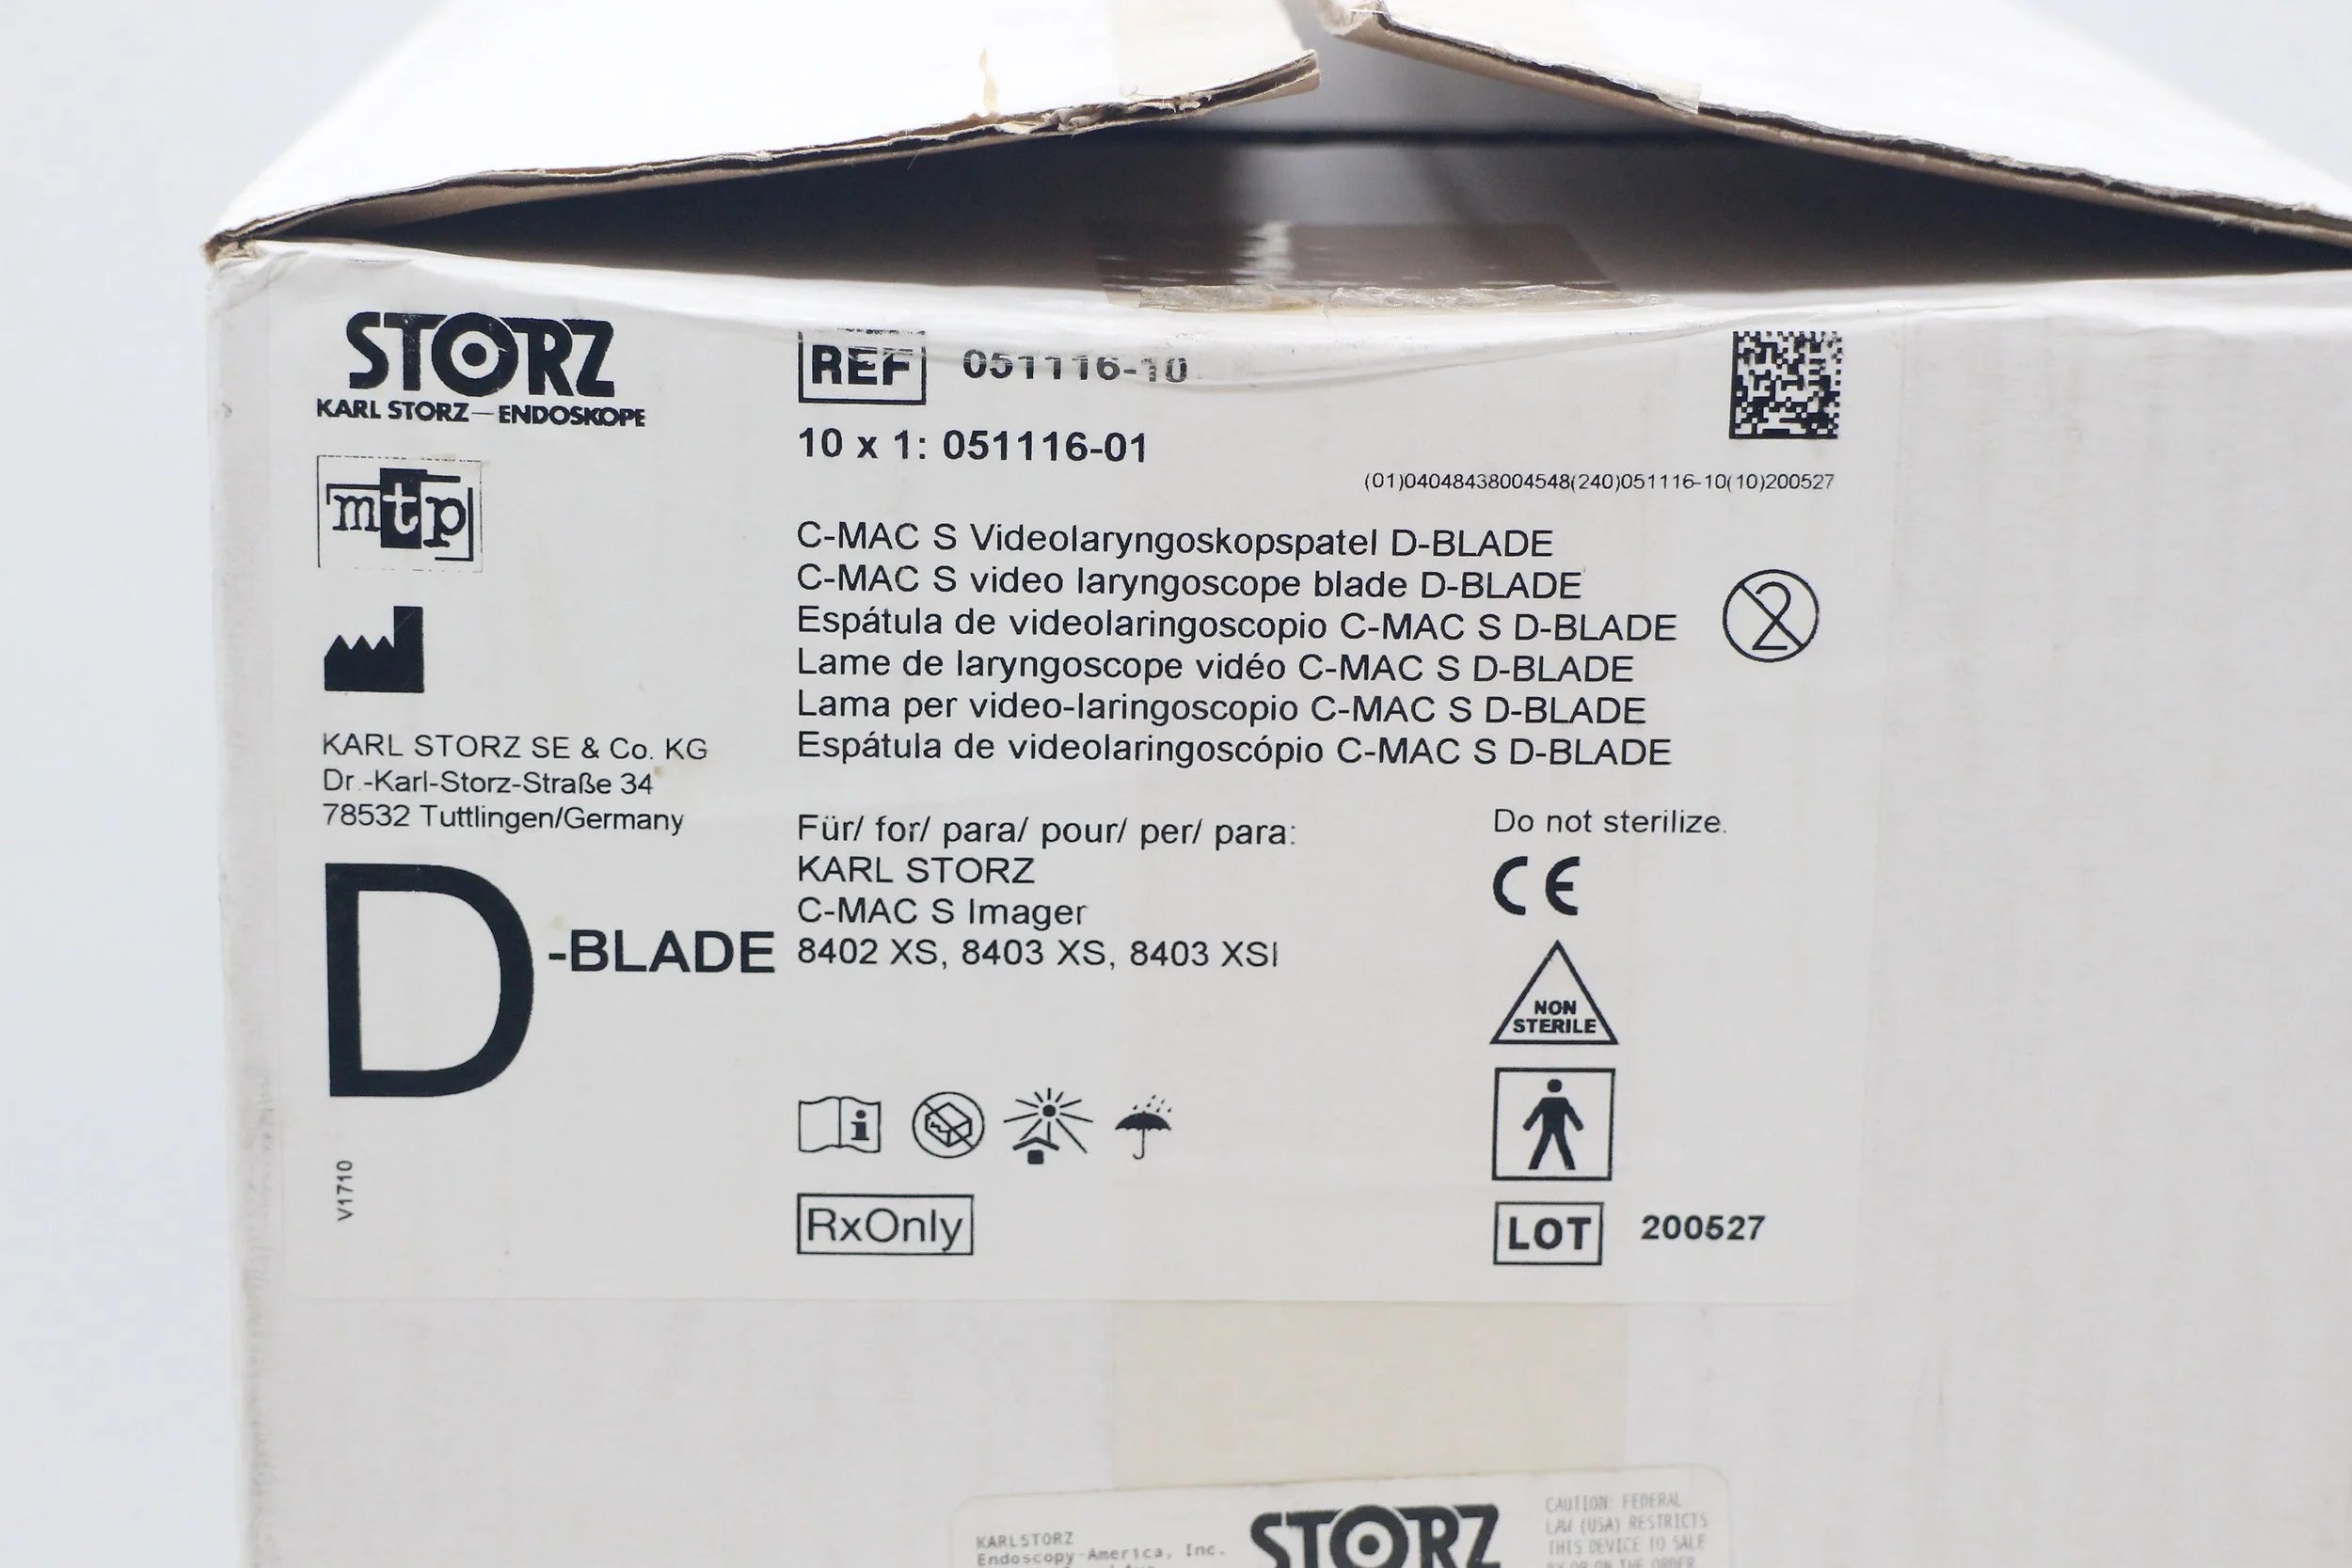 STORZ
KARL STORZ—ENDOSKOPE
mtp
KARL STORZ SE & Co. KG
Dr.-Karl-Storz-Straße 34
78532 Tuttlingen/Germany
D-BLADE
V1710
REF 051116-10
10 x 1: 051116-01
(01)04048438004548(240)051116-10(10)200527
C-MAC S Videolaryngoskopspatel D-BLADE
C-MAC S video laryngoscope blade D-BLADE
Espátula de videolaringoscopio C-MAC S D-BLADE
Lame de laryngoscope vidéo C-MAC S D-BLADE
Lama per video-laringoscopio C-MAC S D-BLADE
Espátula de videolaringoscópio C-MAC S D-BLADE
2
Für/ for/ para/ pour/ per/ para:
KARL STORZ
C-MAC S Imager
8402 XS, 8403 XS, 8403 XSI
RxOnly
Do not sterilize.
CE
NON
STERILE
LOT 200527
KARLSTORZ
Endoscopy-America, Inc.
STORZ
CAUTION: FEDERAL
LAW (USA) RESTRICTS
THIS DEVICE TO SALE